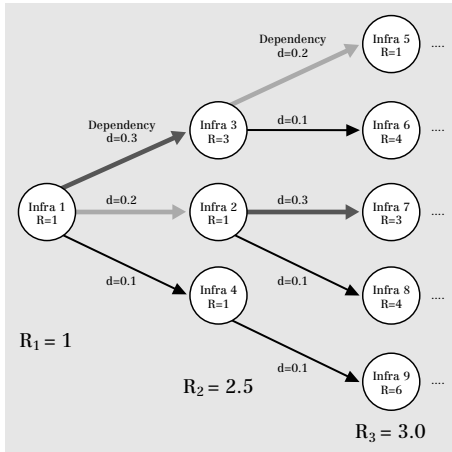 Dependency
d=0.2
Infra 5
R=1
....
Dependency
d=0.3
Infra 3
R=3
d=0.1
Infra 6
R=4
....
Infra 1
R=1
d=0.2
Infra 2
R=1
d=0.3
Infra 7
R=3
....
d=0.1
Infra 4
R=1
d=0.1
Infra 8
R=4
....
R₁ = 1
d=0.1
Infra 9
R=6
....
R₂ = 2.5
R₃ = 3.0